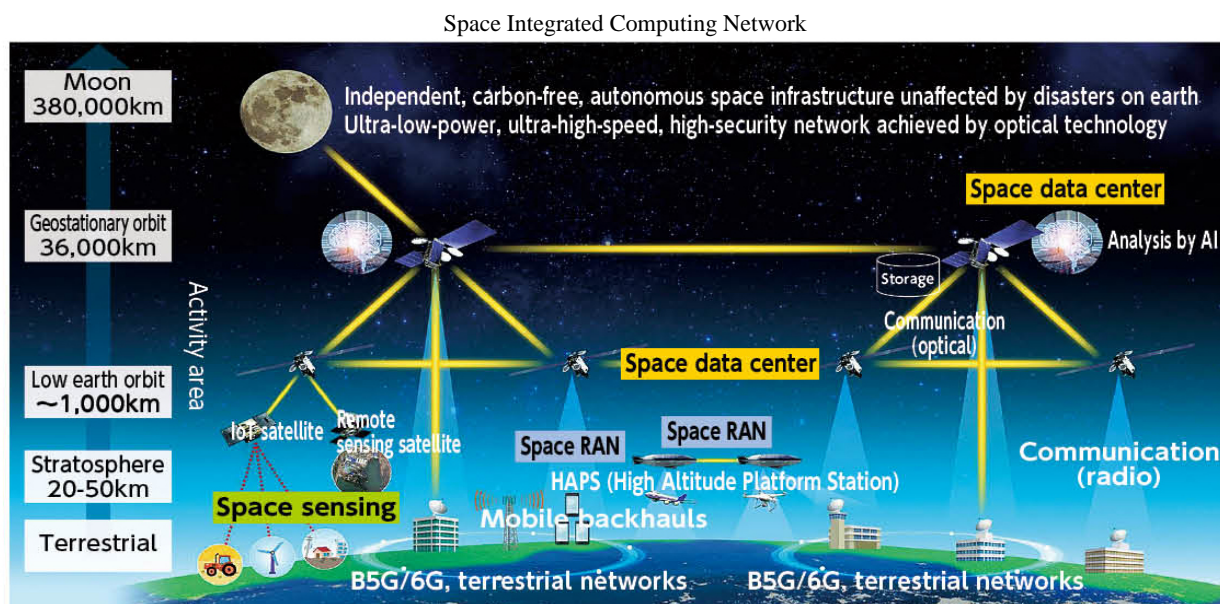 Space Integrated Computing Network
Moon
380,000km
Independent, carbon-free, autonomous space infrastructure unaffected by disasters on earth
Ultra-low-power, ultra-high-speed, high-security network achieved by optical technology
Space data center
Geostationary orbit
36,000km
Analysis by AI
Storage
Activity area
Communication
(optical)
Space data center
Low earth orbit
~1,000km
IoT satellite
Remote
sensing satellite
Space RAN
Space RAN
Communication
(radio)
Stratosphere
20-50km
HAPS (High Altitude Platform Station)
Space sensing
Mobile backhauls
Terrestrial
B5G/6G, terrestrial networks
B5G/6G, terrestrial networks